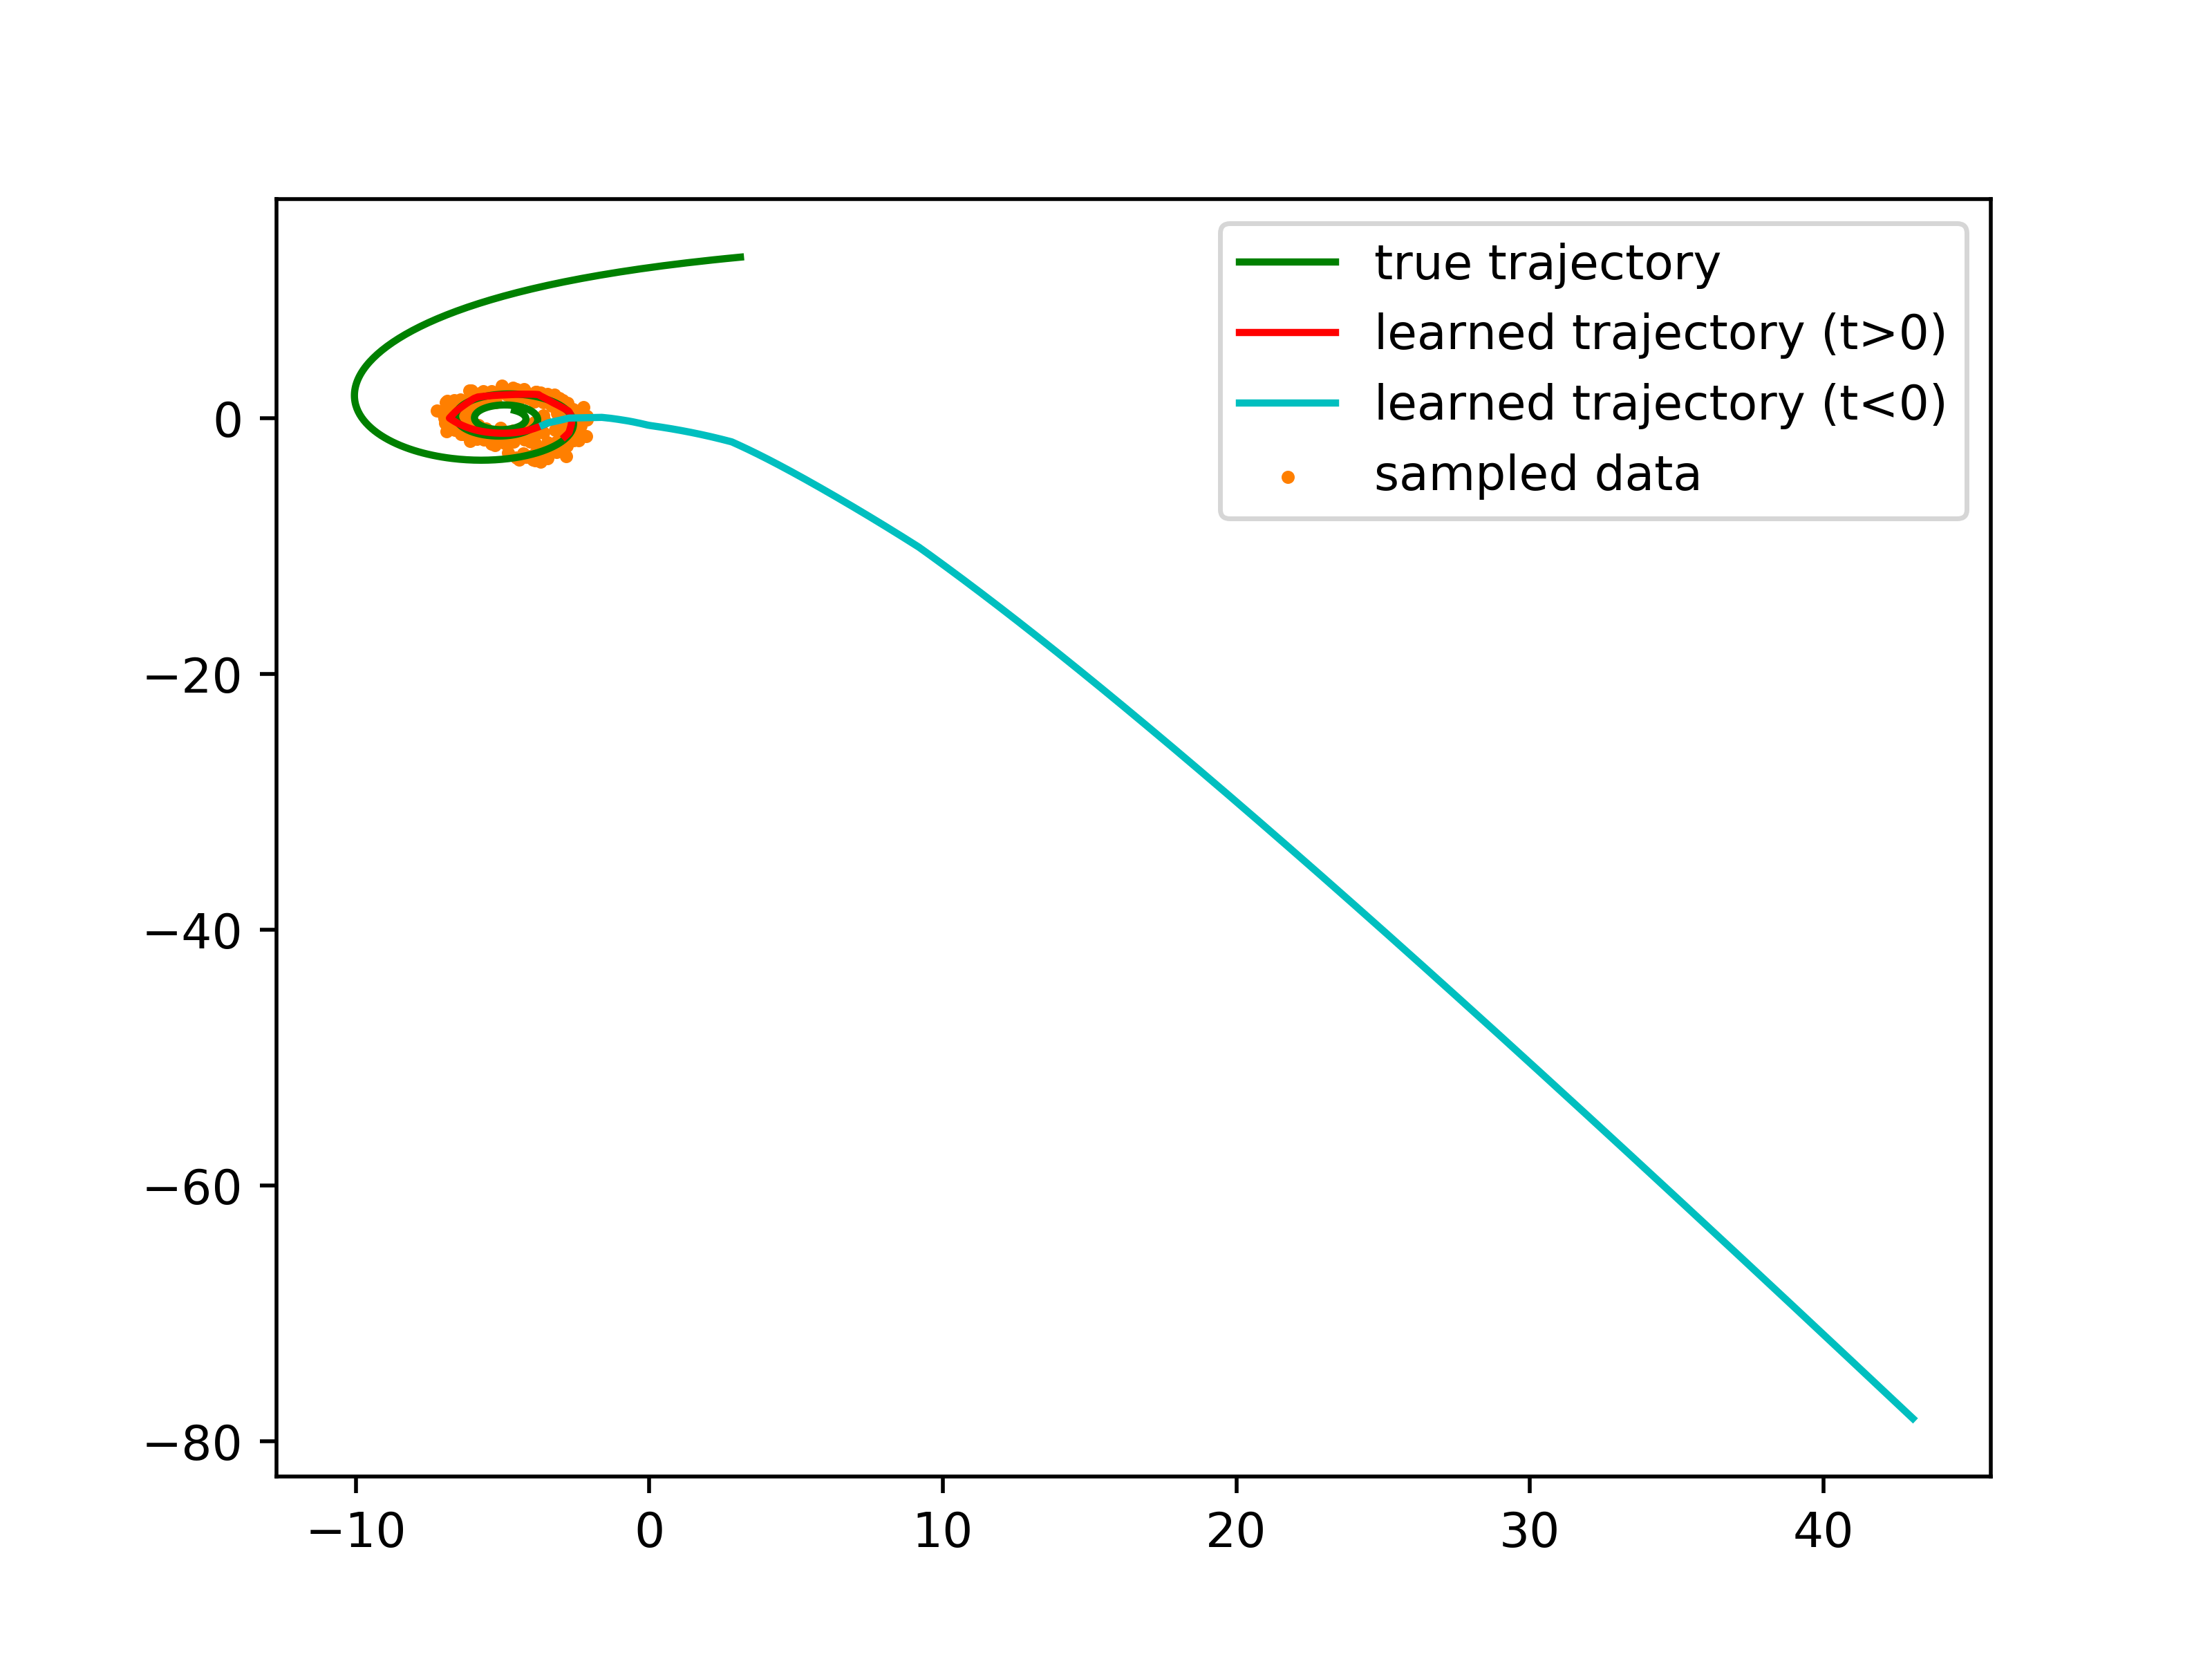 true trajectory
learned trajectory (t>0)
learned trajectory (t<0)
sampled data
0
−20
−40
−60
−80
−10 0 10 20 30 40